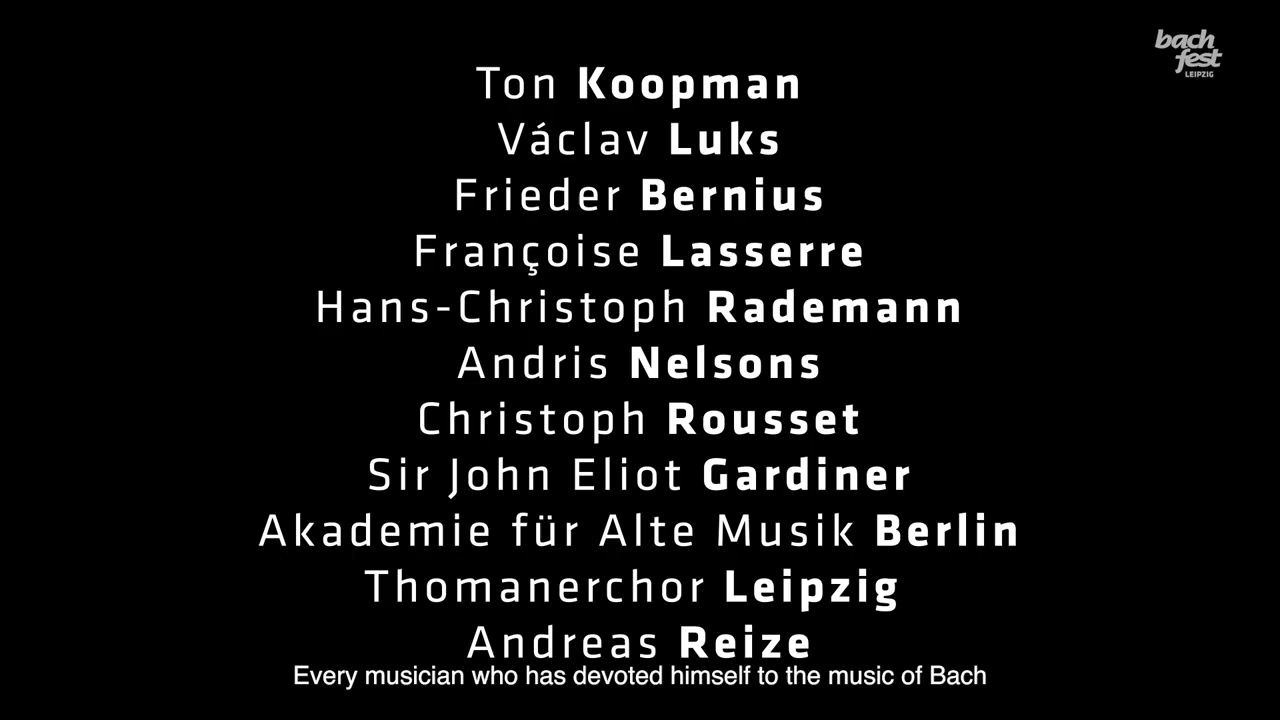 bach
fest
LEIPZIG
Ton Koopman
Václav Luks
Frieder Bernius
Françoise Lasserre
Hans-Christoph Rademann
Andris Nelsons
Christoph Rousset
Sir John Eliot Gardiner
Akademie für Alte Musik Berlin
Thomanerchor Leipzig
Andreas Reize
Every musician who has devoted himself to the music of Bach